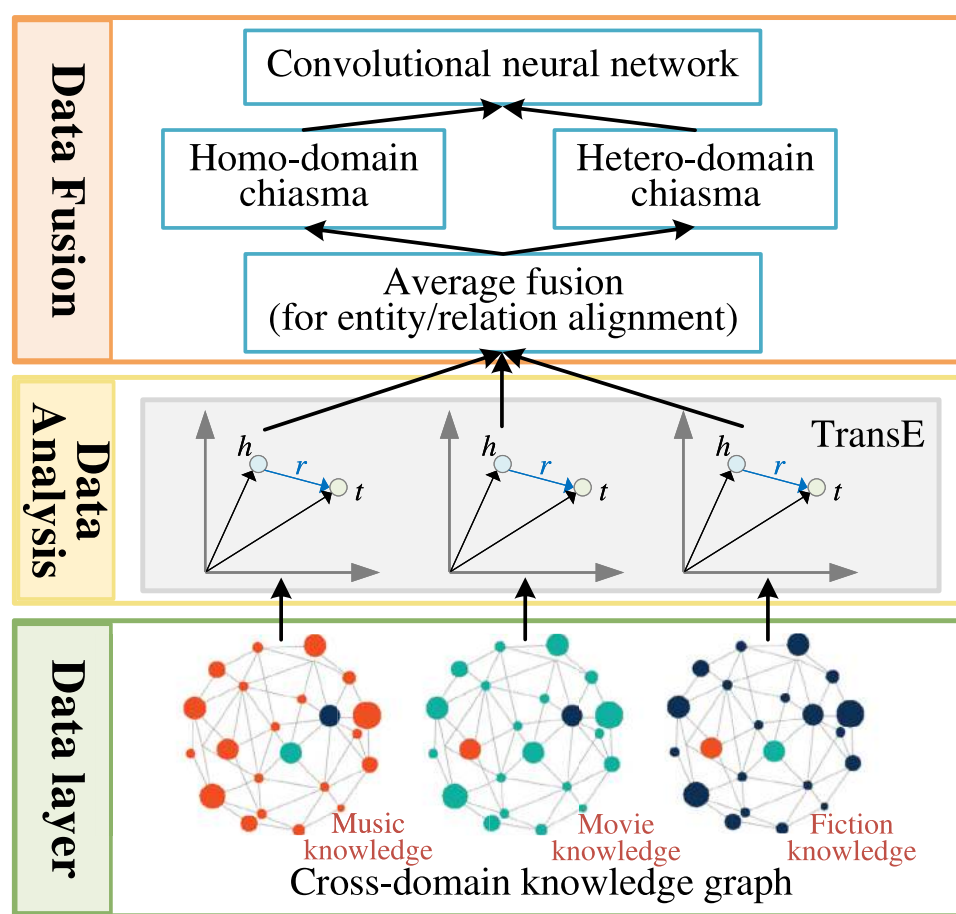 Data Fusion
Convolutional neural network
Homo-domain
chiasma
Hetero-domain
chiasma
Average fusion
(for entity/relation alignment)
Data
Analysis
TransE
h
r
t
h
r
t
h
r
t
Data layer
Music
knowledge
Movie
knowledge
Fiction
knowledge
Cross-domain knowledge graph